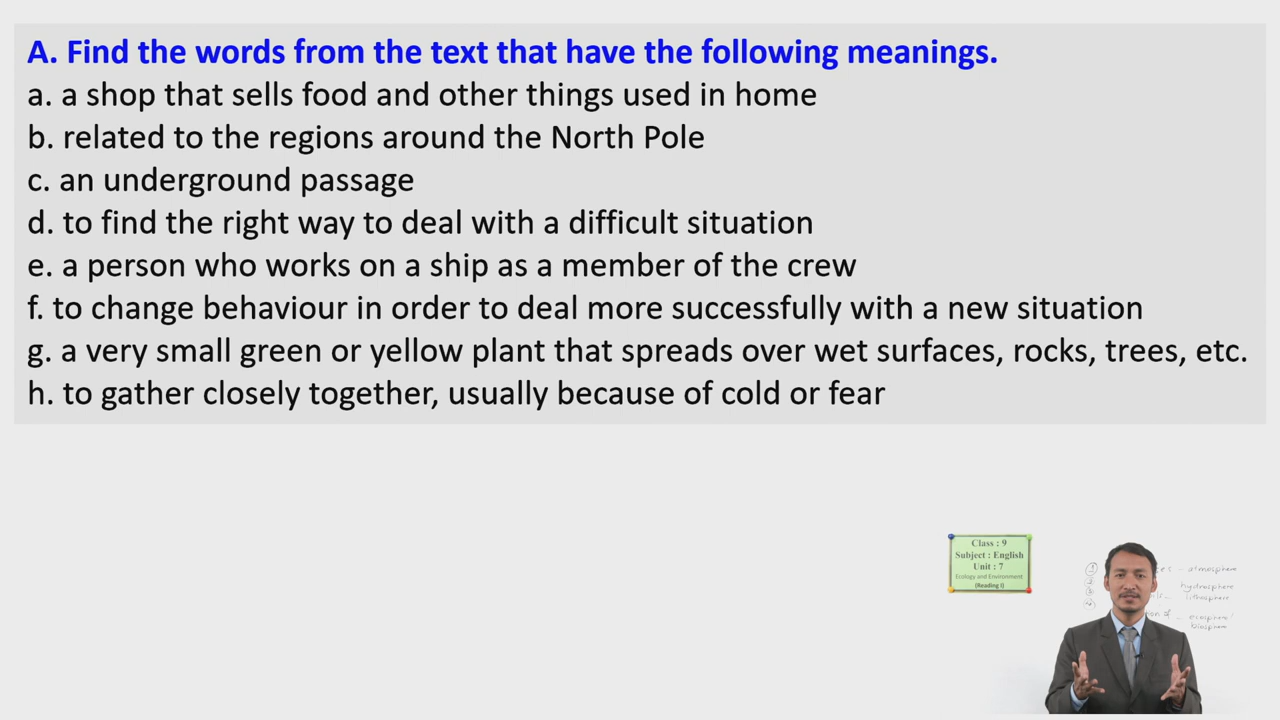 A. Find the words from the text that have the following meanings.
a. a shop that sells food and other things used in home
b. related to the regions around the North Pole
c. an underground passage
d. to find the right way to deal with a difficult situation
e. a person who works on a ship as a member of the crew
f. to change behaviour in order to deal more successfully with a new situation
g. a very small green or yellow plant that spreads over wet surfaces, rocks, trees, etc.
h. to gather closely together, usually because of cold or fear
Class : 9
Subject : English
Unit : 7
Ecology and Environment
(Reading I)
atmosphere
hydrosphere
lithosphere
biosphere